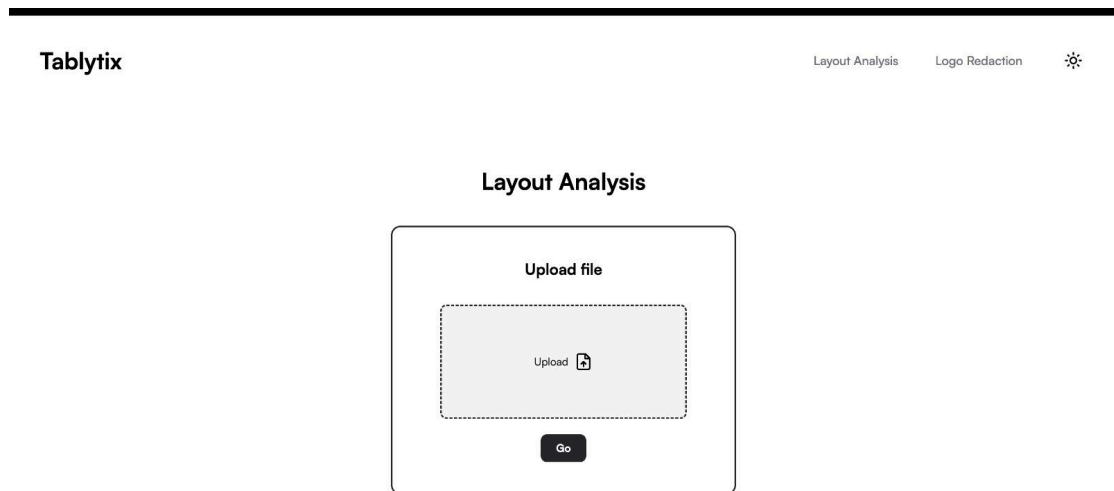 Tablytix
Layout Analysis Logo Redaction
Layout Analysis
Upload file
Upload
Go